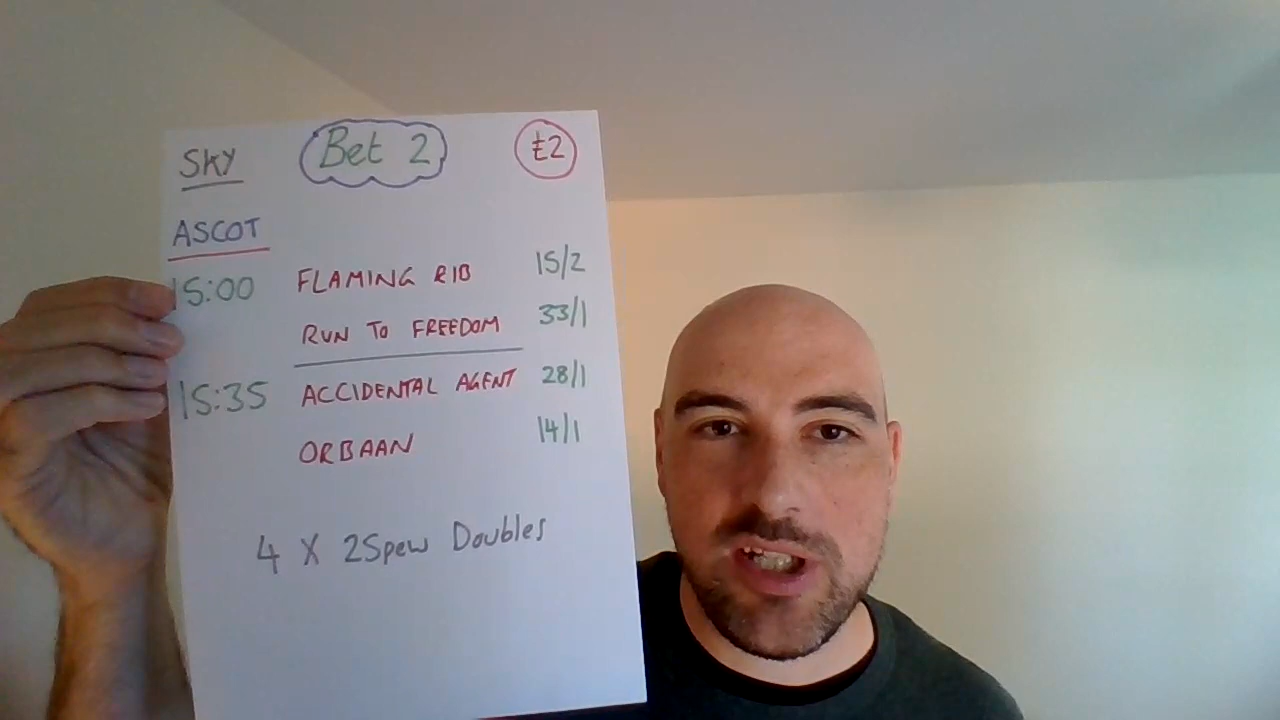 SKY Bet 2 £2
ASCOT
15:00 FLAMING RIB 15/2
RUN TO FREEDOM 33/1
15:35 ACCIDENTAL AGENT 28/1
ORBAAN 14/1
4 X 25pew Doubles